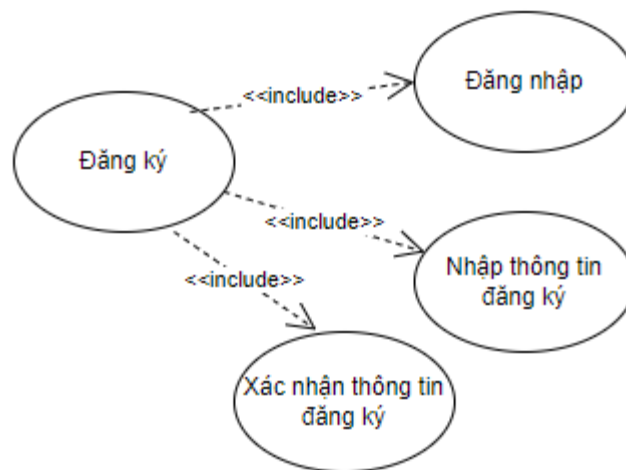 Đăng nhập
<<include>>
Đăng ký
<<include>>
Nhập thông tin
đăng ký
<<include>>
Xác nhận thông tin
đăng ký